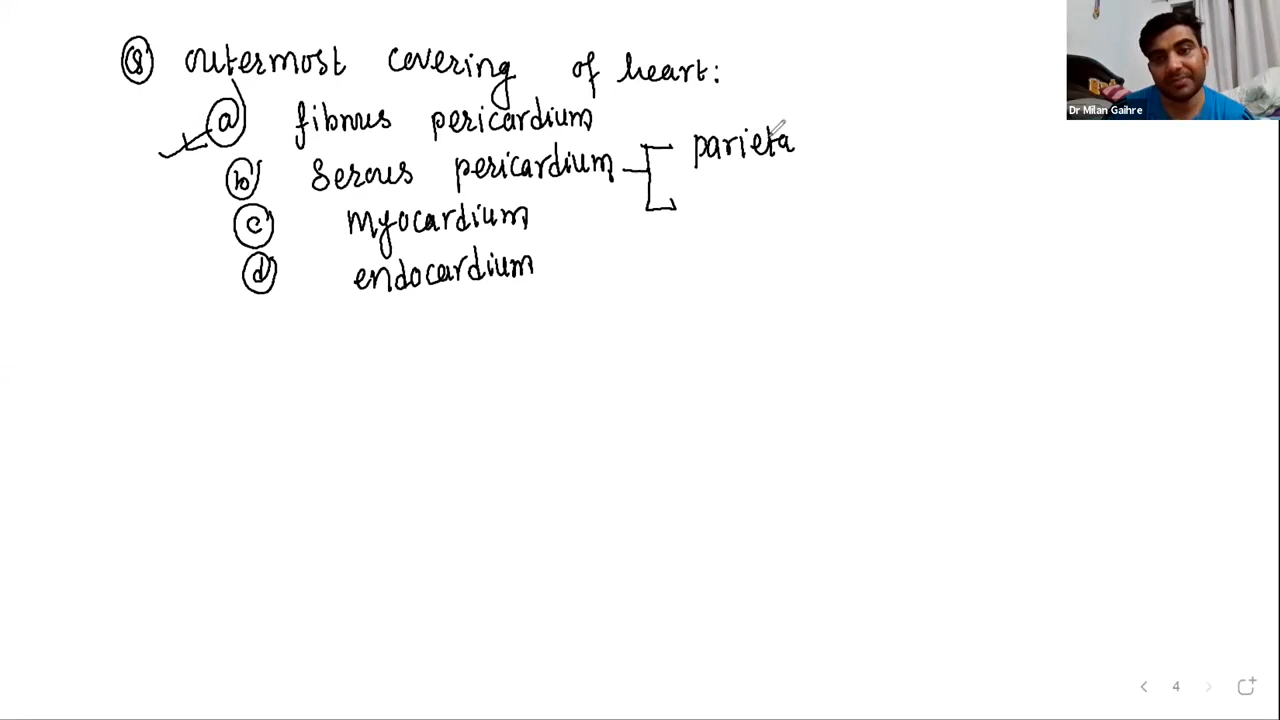 Q outermost covering of heart:
a fibrous pericardium
b serous pericardium parieta
c myocardium
d endocardium
Dr Milan Gaihre
4